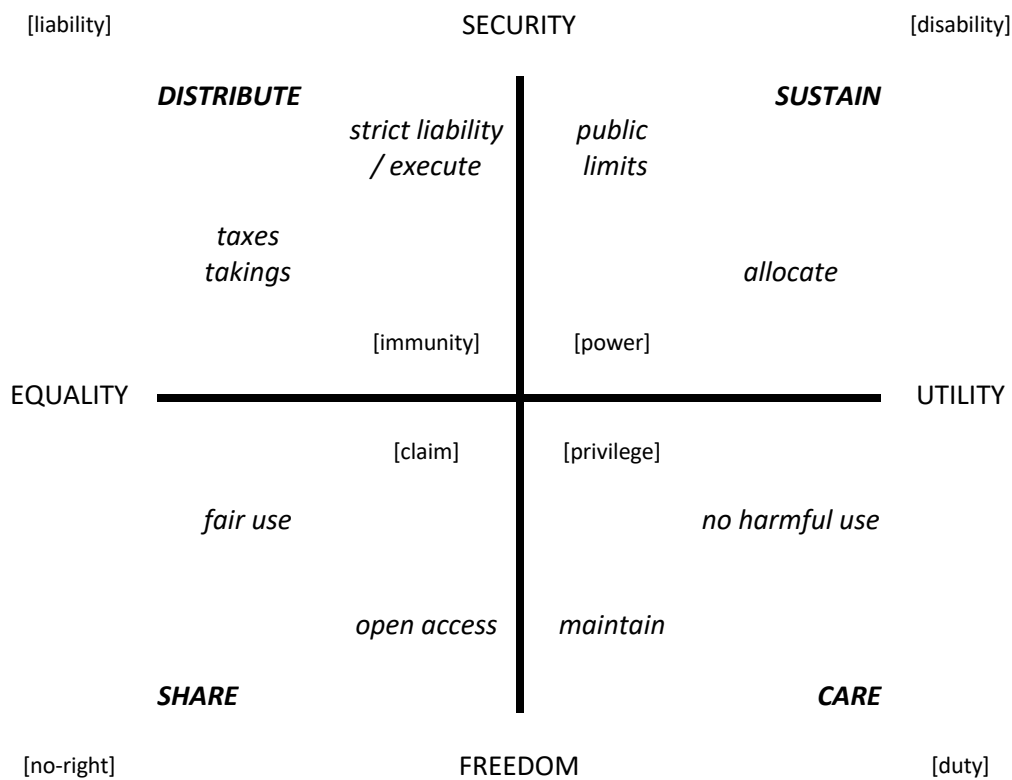 [liability] SECURITY [disability]
DISTRIBUTE SUSTAIN
strict liability public
/ execute limits
taxes
takings allocate
[immunity] [power]
EQUALITY UTILITY
[claim] [privilege]
fair use no harmful use
open access maintain
SHARE CARE
[no-right] FREEDOM [duty]